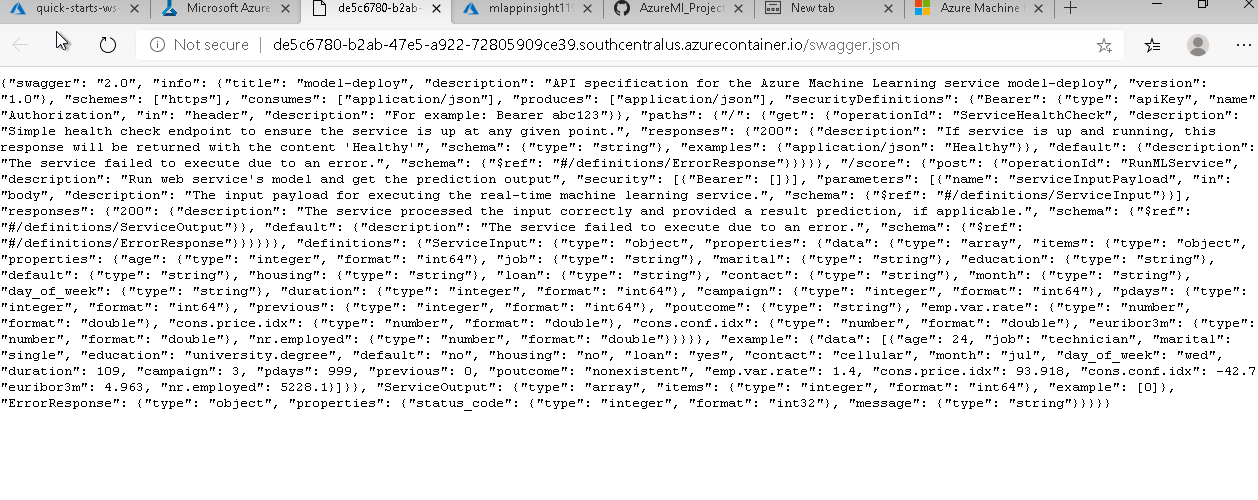 quick-starts-ws-
Microsoft Azure
de5c6780-b2ab-
mlappinsight11
AzureMl_Project
New tab
Azure Machine
Not secure | de5c6780-b2ab-47e5-a922-72805909ce39.southcentralus.azurecontainer.io/swagger.json
{"swagger": "2.0", "info": {"title": "model-deploy", "description": "API specification for the Azure Machine Learning service model-deploy", "version":
"1.0"}, "schemes": ["https"], "consumes": ["application/json"], "produces": ["application/json"], "securityDefinitions": {"Bearer": {"type": "apiKey", "name"
"Authorization", "in": "header", "description": "For example: Bearer abc123"}}, "paths": {"/": {"get": {"operationId": "ServiceHealthCheck", "description":
"Simple health check endpoint to ensure the service is up at any given point.", "responses": {"200": {"description": "If service is up and running, this
response will be returned with the content 'Healthy'", "schema": {"type": "string"}, "examples": {"application/json": "Healthy"}}, "default": {"description":
"The service failed to execute due to an error.", "schema": {"$ref": "#/definitions/ErrorResponse"}}}}}, "/score": {"post": {"operationId": "RunMLService",
"description": "Run web service's model and get the prediction output", "security": [{"Bearer": []}], "parameters": [{"name": "serviceInputPayload", "in":
"body", "description": "The input payload for executing the real-time machine learning service.", "schema": {"$ref": "#/definitions/ServiceInput"}}],
"responses": {"200": {"description": "The service processed the input correctly and provided a result prediction, if applicable.", "schema": {"$ref":
"#/definitions/ServiceOutput"}}, "default": {"description": "The service failed to execute due to an error.", "schema": {"$ref":
"#/definitions/ErrorResponse"}}}}}}, "definitions": {"ServiceInput": {"type": "object", "properties": {"data": {"type": "array", "items": {"type": "object",
"properties": {"age": {"type": "integer", "format": "int64"}, "job": {"type": "string"}, "marital": {"type": "string"}, "education": {"type": "string"},
"default": {"type": "string"}, "housing": {"type": "string"}, "loan": {"type": "string"}, "contact": {"type": "string"}, "month": {"type": "string"},
"day_of_week": {"type": "string"}, "duration": {"type": "integer", "format": "int64"}, "campaign": {"type": "integer", "format": "int64"}, "pdays": {"type":
"integer", "format": "int64"}, "previous": {"type": "integer", "format": "int64"}, "poutcome": {"type": "string"}, "emp.var.rate": {"type": "number",
"format": "double"}, "cons.price.idx": {"type": "number", "format": "double"}, "cons.conf.idx": {"type": "number", "format": "double"}, "euribor3m": {"type":
"number", "format": "double"}, "nr.employed": {"type": "number", "format": "double"}}}}}, "example": {"data": [{"age": 24, "job": "technician", "marital":
"single", "education": "university.degree", "default": "no", "housing": "no", "loan": "yes", "contact": "cellular", "month": "jul", "day_of_week": "wed",
"duration": 109, "campaign": 3, "pdays": 999, "previous": 0, "poutcome": "nonexistent", "emp.var.rate": 1.4, "cons.price.idx": 93.918, "cons.conf.idx": -42.7
"euribor3m": 4.963, "nr.employed": 5228.1}]}}, "ServiceOutput": {"type": "array", "items": {"type": "integer", "format": "int64"}, "example": [0]},
"ErrorResponse": {"type": "object", "properties": {"status_code": {"type": "integer", "format": "int32"}, "message": {"type": "string"}}}}}